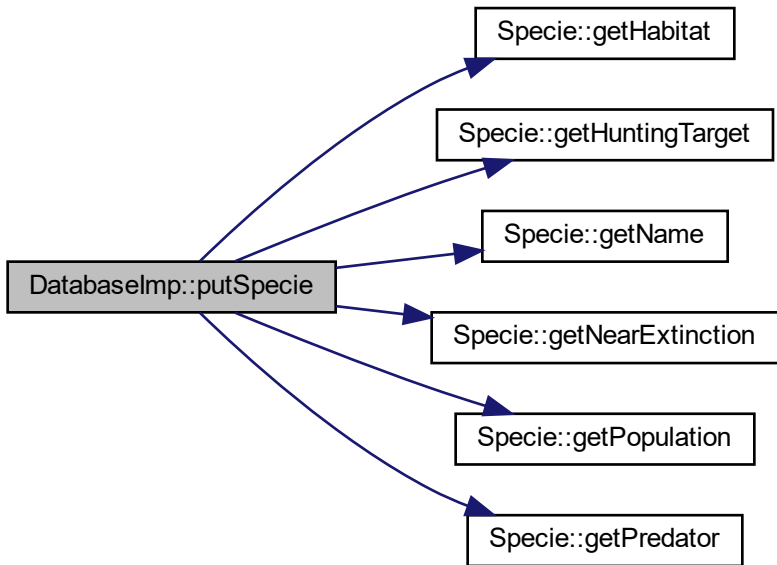 Specie::getHabitat
Specie::getHuntingTarget
Specie::getName
DatabaseImp::putSpecie
Specie::getNearExtinction
Specie::getPopulation
Specie::getPredator